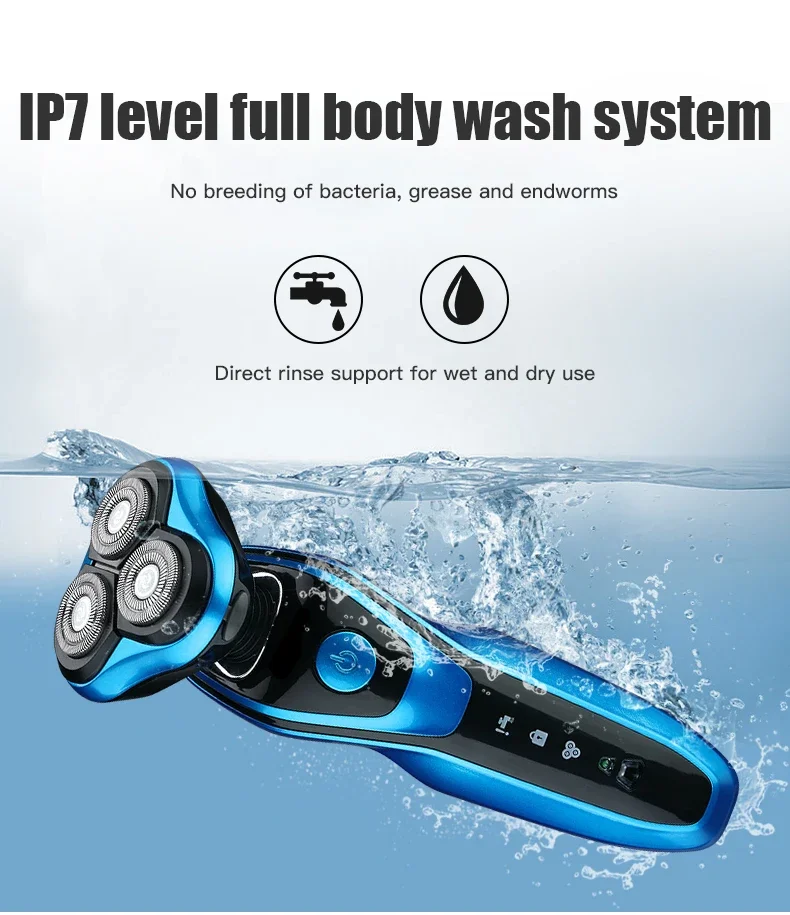 IP7 level full body wash system
No breeding of bacteria, grease and endworms
Direct rinse support for wet and dry use